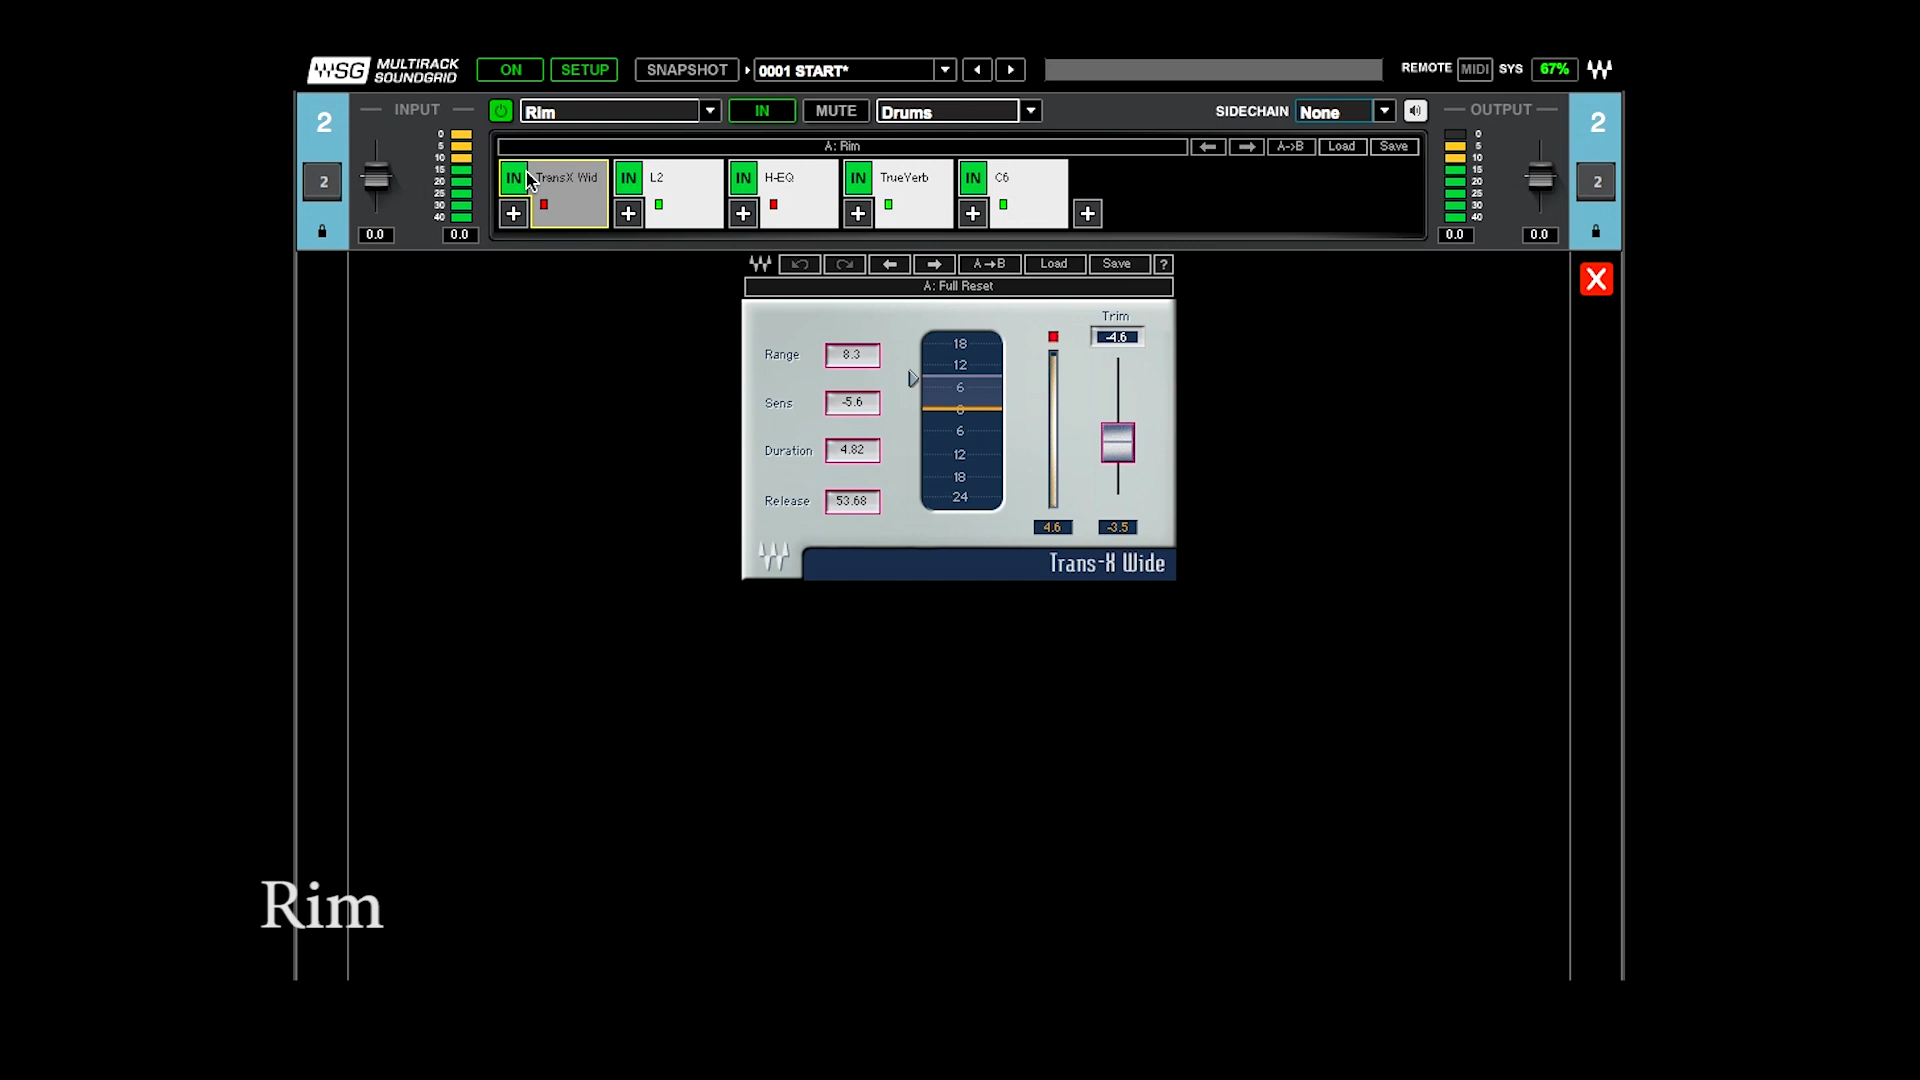 WSG MULTIRACK SOUNDGRID ON SETUP SNAPSHOT 0001 START* REMOTE MIDI SYS 67%
2 INPUT Rim IN MUTE Drums SIDECHAIN None OUTPUT 2
0 5 10 15 20 25 30 40
A: Rim A->B Load Save
IN TransX Wid IN L2 IN H-EQ IN TrueVerb IN C6
0 5 10 15 20 25 30 40
2 2
0.0 0.0 0.0 0.0
A→B Load Save ?
A: Full Reset X
Trim
-4.6
Range 8.3
Sens -5.6
Duration 4.82
Release 53.68
18
12
6
0
6
12
18
24
4.6 -3.5
Trans-X Wide
Rim